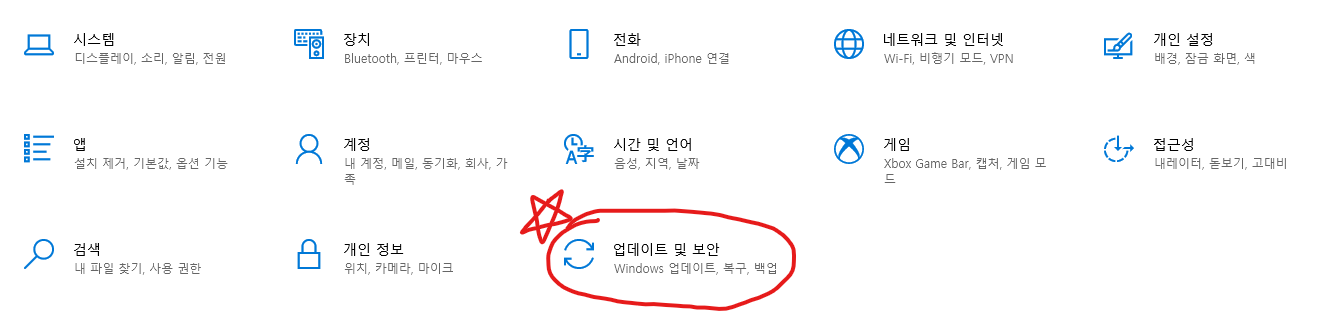 시스템
디스플레이, 소리, 알림, 전원
장치
Bluetooth, 프린터, 마우스
전화
Android, iPhone 연결
네트워크 및 인터넷
Wi-Fi, 비행기 모드, VPN
개인 설정
배경, 잠금 화면, 색
앱
설치 제거, 기본값, 옵션 기능
계정
내 계정, 메일, 동기화, 회사, 가
족
시간 및 언어
음성, 지역, 날짜
게임
Xbox Game Bar, 캡처, 게임 모
드
접근성
내레이터, 돋보기, 고대비
검색
내 파일 찾기, 사용 권한
개인 정보
위치, 카메라, 마이크
업데이트 및 보안
Windows 업데이트, 복구, 백업